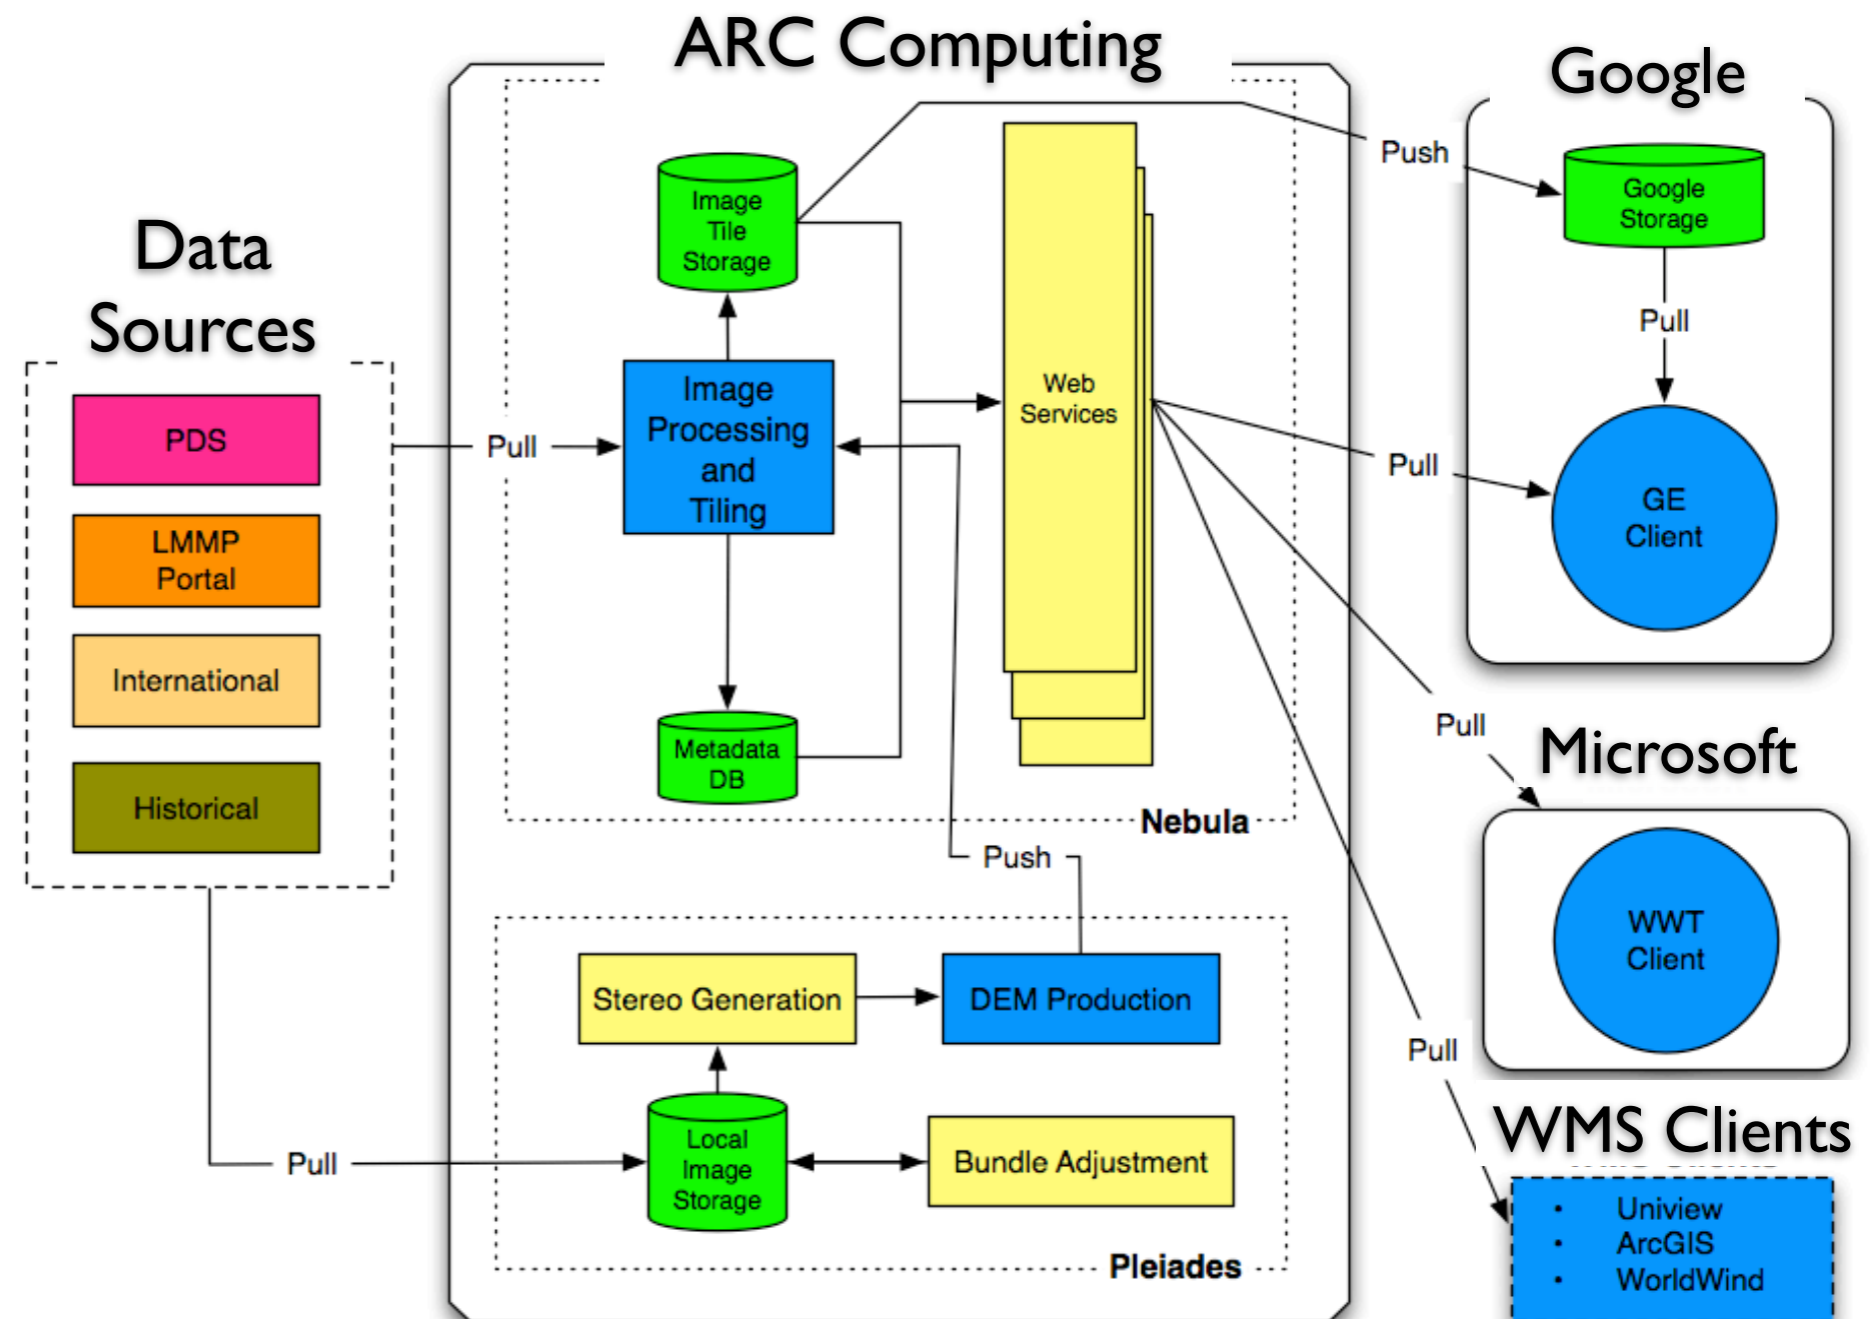 ARC Computing
Google
Data
Sources
PDS
LMMP
Portal
International
Historical
Pull
Pull
Image
Tile
Storage
Image
Processing
and
Tiling
Metadata
DB
Web
Services
Nebula
Push
Stereo Generation
DEM Production
Local
Image
Storage
Bundle Adjustment
Pleiades
Push
Google
Storage
Pull
Pull
GE
Client
Pull
Microsoft
WWT
Client
Pull
WMS Clients
• Uniview
• ArcGIS
• WorldWind